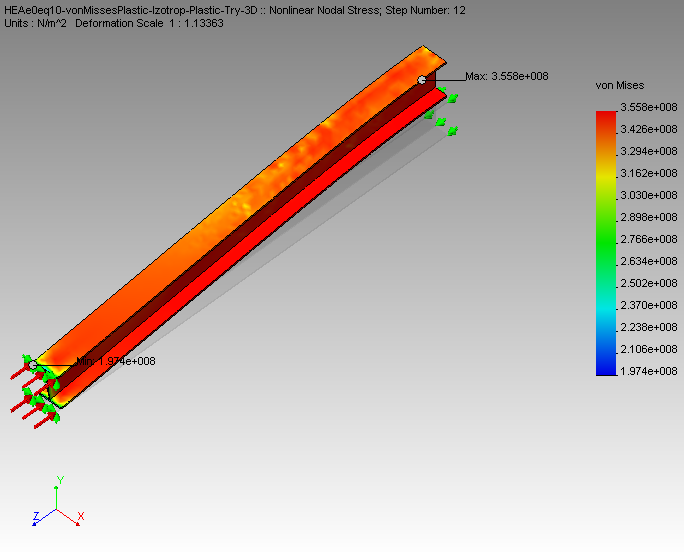 HEAe0eq10-vonMissesPlastic-Izotrop-Plastic-Try-3D :: Nonlinear Nodal Stress; Step Number: 12
Units : N/m^2 Deformation Scale 1 : 1.13363
Max: 3.558e+008
von Mises
3.558e+008
3.426e+008
3.294e+008
3.162e+008
3.030e+008
2.898e+008
2.766e+008
2.634e+008
2.502e+008
2.370e+008
2.238e+008
2.106e+008
1.974e+008
Min: 1.974e+008
Y
Z
X